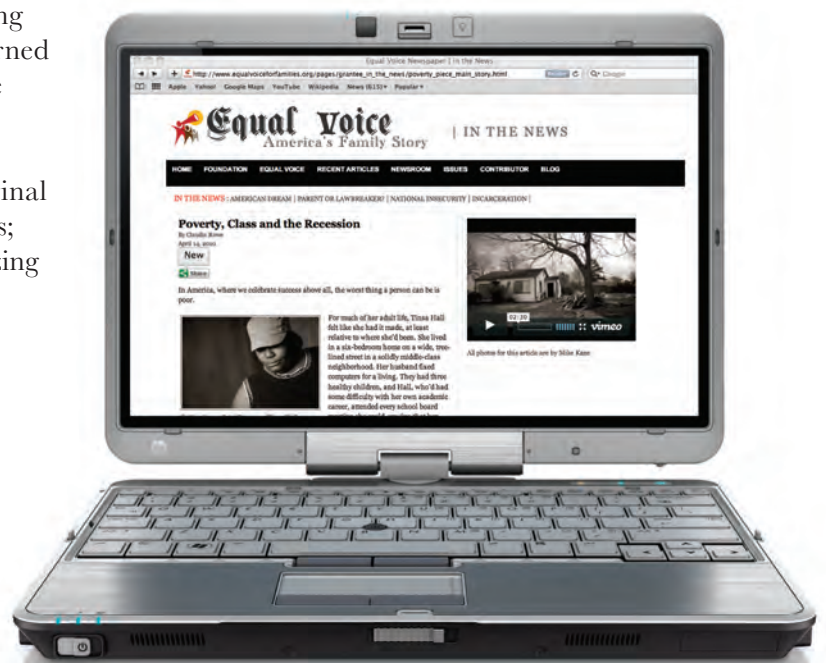 ng
rned
inal
s;
zing
Equal Voice Newspaper | In the News
http://www.equalvoiceforfamilies.org/pages/grantee_in_the_news/poverty_piece_main_story.html
Google
Apple Yahoo! Google Maps YouTube Wikipedia News (615) Popular
Equal Voice
America's Family Story
| IN THE NEWS
HOME FOUNDATION EQUAL VOICE RECENT ARTICLES NEWSROOM ISSUES CONTRIBUTOR BLOG
IN THE NEWS : AMERICAN DREAM | PARENT OR LAWBREAKER? | NATIONAL INSECURITY | INCARCERATION |
Poverty, Class and the Recession
By Claudia Rowe
April 14, 2010
New
Share
In America, where we celebrate success above all, the worst thing a person can be is
poor.
For much of her adult life, Tinsa Hall
felt like she had it made, at least
relative to where she'd been. She lived
in a six-bedroom home on a wide, tree-
lined street in a solidly middle-class
neighborhood. Her husband fixed
computers for a living. They had three
healthy children, and Hall, who'd had
some difficulty with her own academic
career, attended every school board
02:20
vimeo
All photos for this article are by Mike Kane